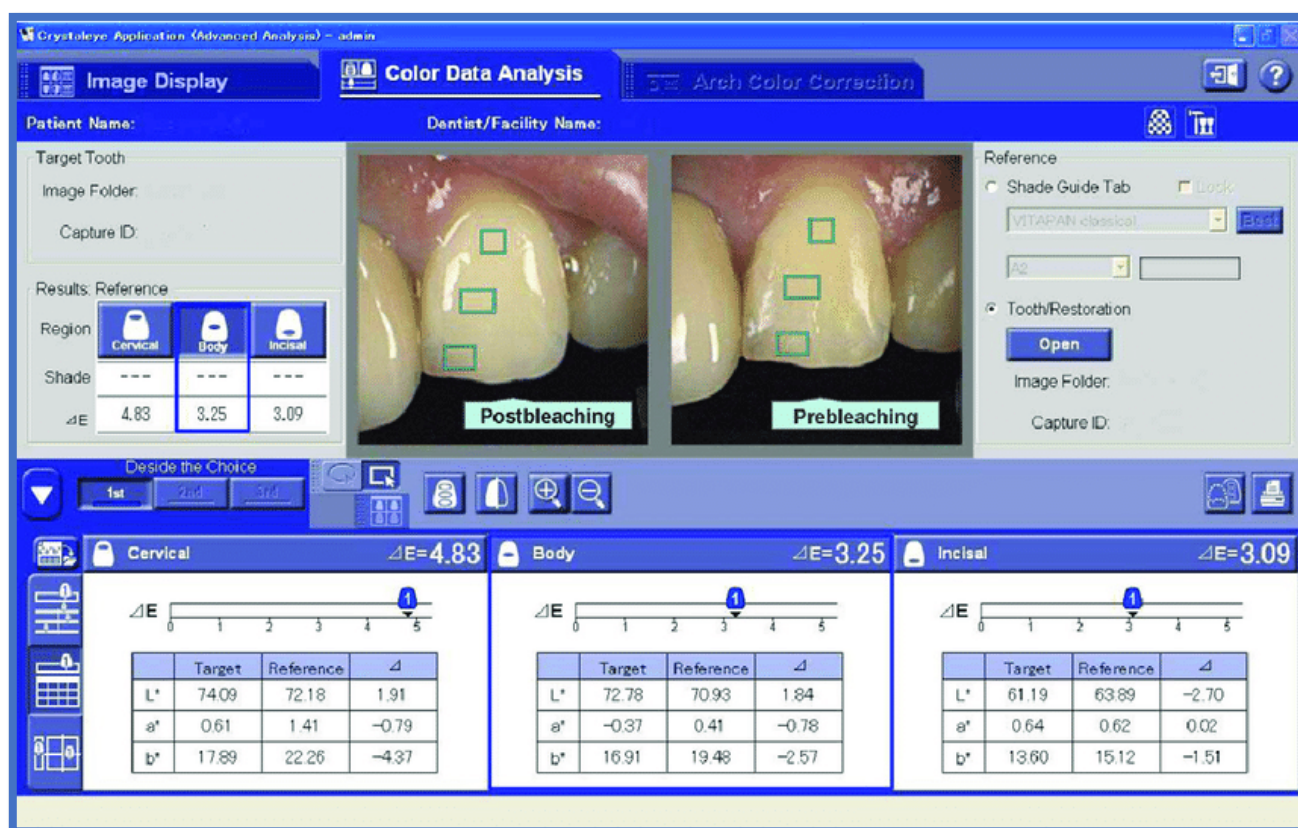 Crystaleye Application (Advanced Analysis) - admin
Image Display
Color Data Analysis
Arch Color Correction
?
Patient Name:
Dentist/Facility Name:
Target Tooth
Image Folder:
Capture ID:
Results: Reference
Region
Cervical
Body
Incisal
Shade
--- --- ---
⊿E 4.83 3.25 3.09
Postbleaching
Prebleaching
Reference
Shade Guide Tab
Lock
VITAPAN classical
Best
A2
Tooth/Restoration
Open
Image Folder:
Capture ID:
Deside the Choice
1st 2nd 3rd
Cervical ⊿E=4.83
⊿E
1
0 1 2 3 4 5
Target Reference ⊿
L* 74.09 72.18 1.91
a* 0.61 1.41 -0.79
b* 17.89 22.26 -4.37
Body ⊿E=3.25
⊿E
1
0 1 2 3 4 5
Target Reference ⊿
L* 72.78 70.93 1.84
a* -0.37 0.41 -0.78
b* 16.91 19.48 -2.57
Incisal ⊿E=3.09
⊿E
1
0 1 2 3 4 5
Target Reference ⊿
L* 61.19 63.89 -2.70
a* 0.64 0.62 0.02
b* 13.60 15.12 -1.51